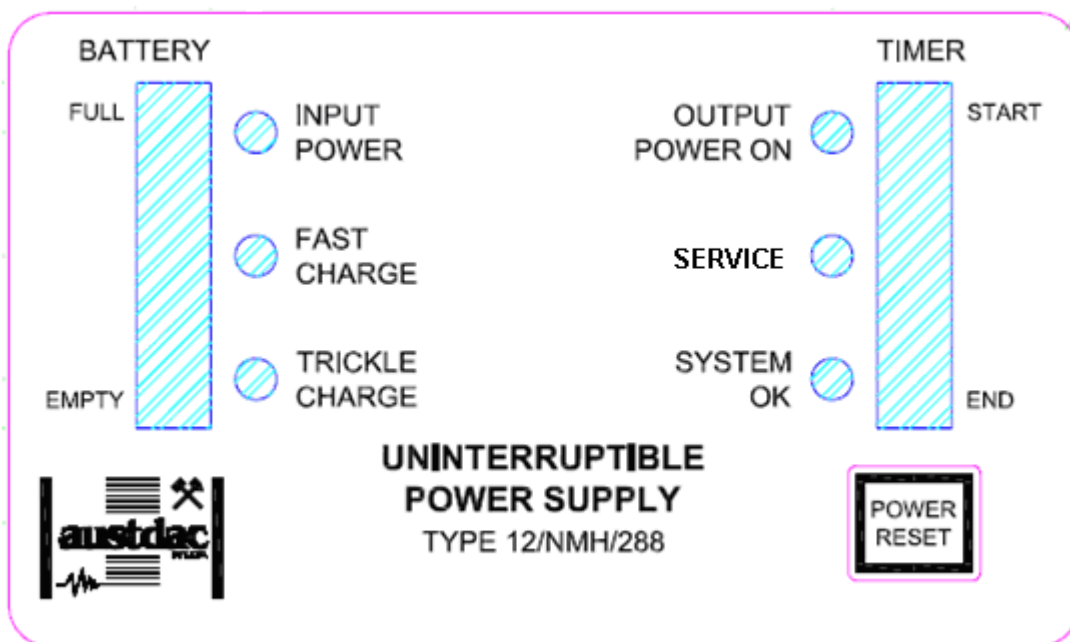 BATTERY
TIMER
FULL
INPUT
POWER
OUTPUT
POWER ON
START
FAST
CHARGE
SERVICE
TRICKLE
CHARGE
SYSTEM
OK
EMPTY
END
UNINTERRUPTIBLE
POWER SUPPLY
TYPE 12/NMH/288
austdac
POWER
RESET